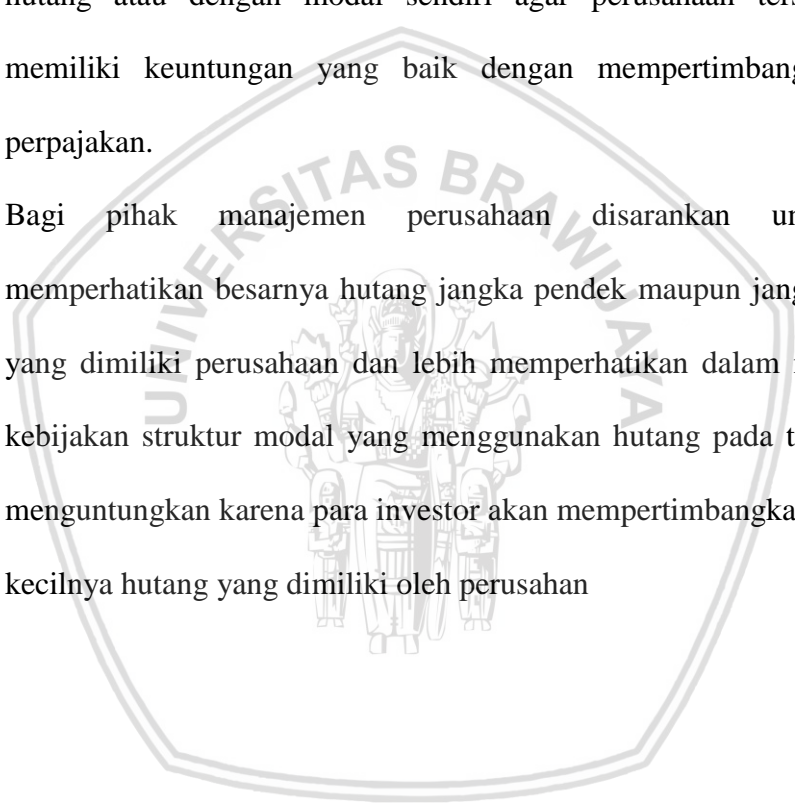 hutang atau dengan modal sendiri agar perusahaan ters
memiliki keuntungan yang baik dengan mempertimbang
perpajakan.
UNIVERSITAS BRAWIJAYA
Bagi pihak manajemen perusahaan disarankan un
memperhatikan besarnya hutang jangka pendek maupun jang
yang dimiliki perusahaan dan lebih memperhatikan dalam
kebijakan struktur modal yang menggunakan hutang pada t
menguntungkan karena para investor akan mempertimbangka
kecilnya hutang yang dimiliki oleh perusahan